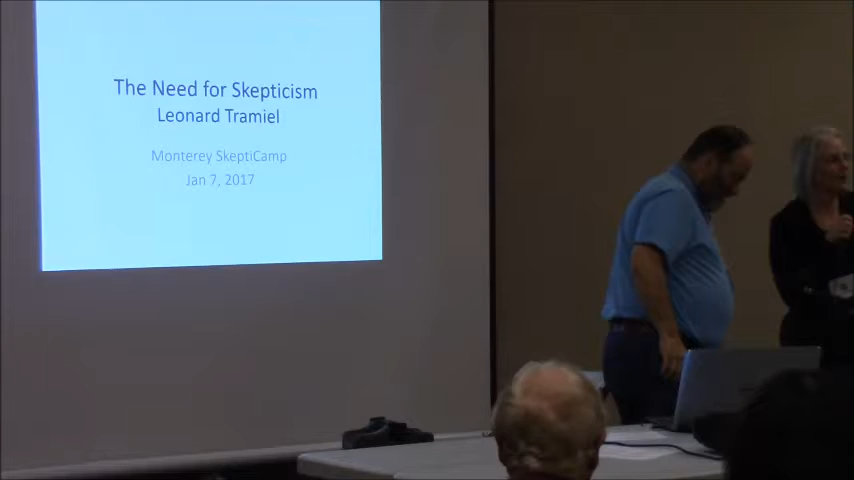 The Need for Skepticism
Leonard Tramiel
Monterey SkeptiCamp
Jan 7, 2017